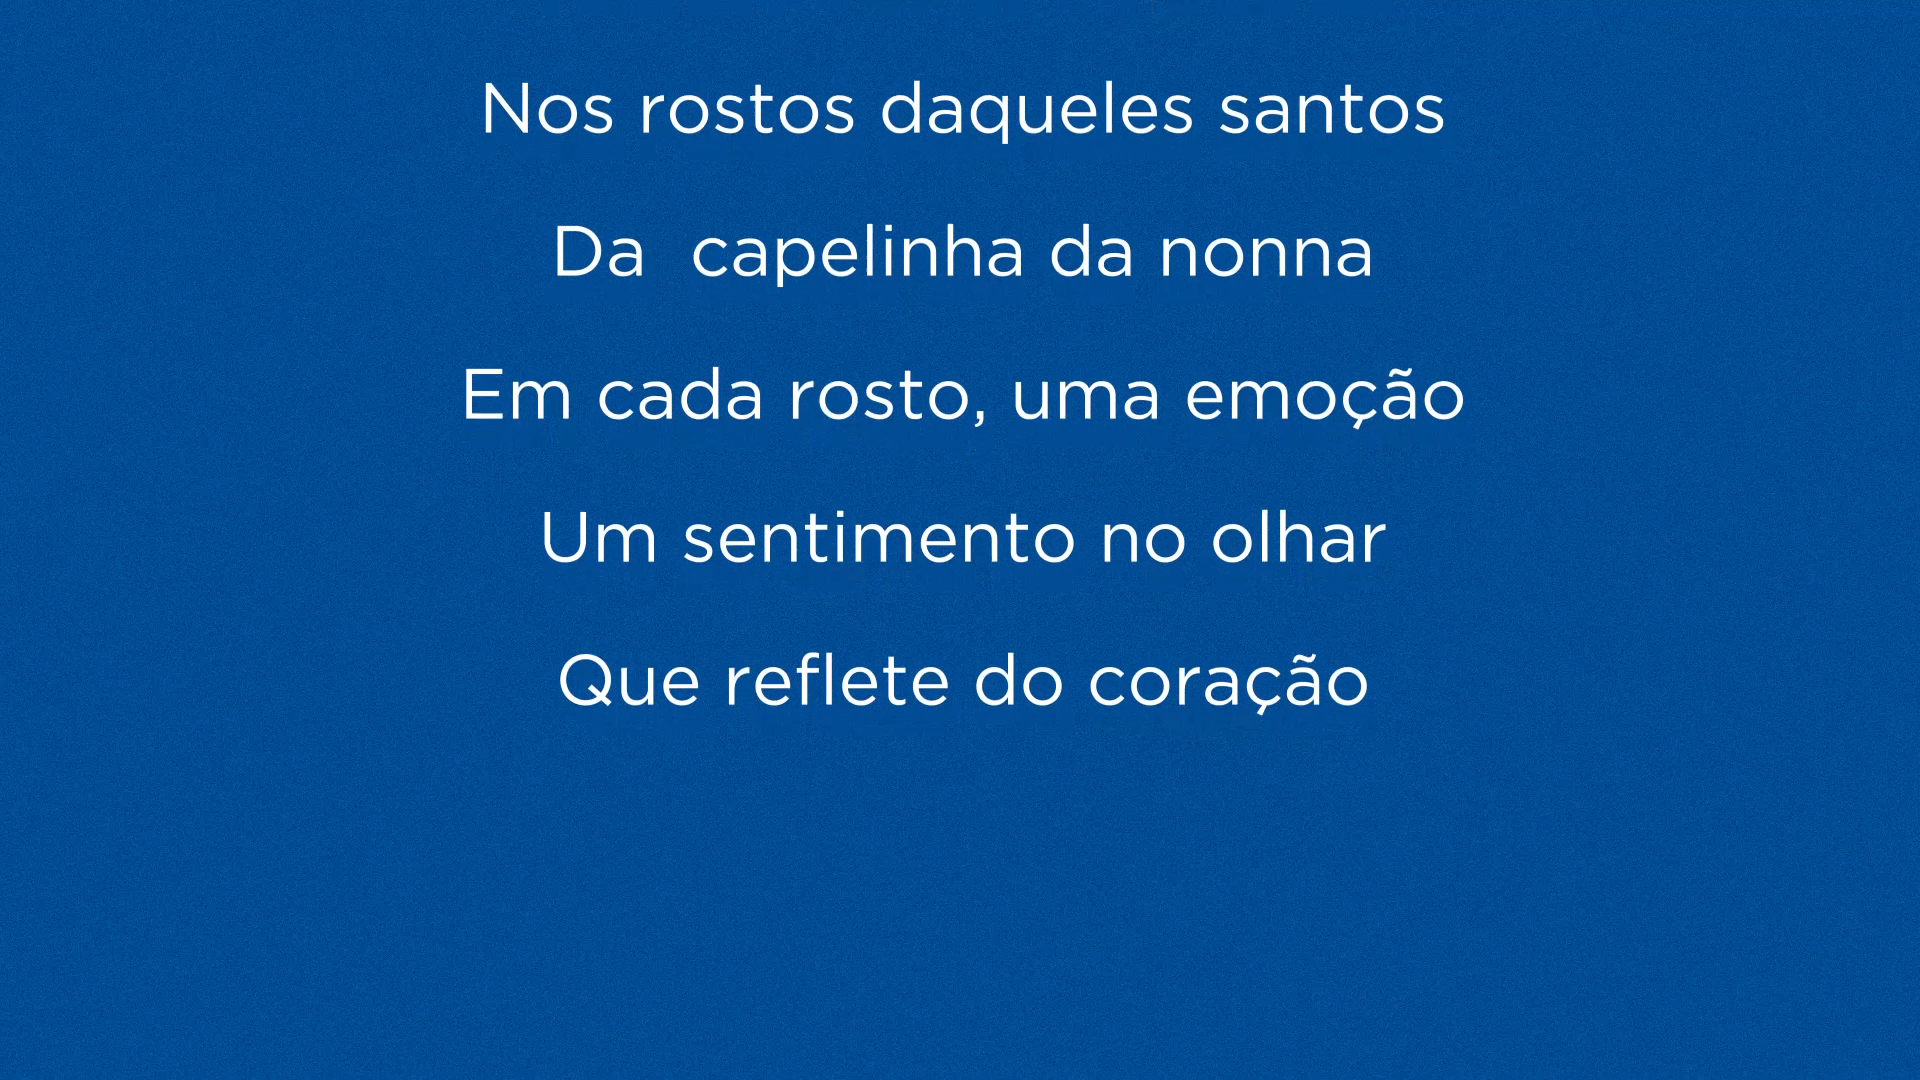 Nos rostos daqueles santos
Da  capelinha da nonna
Em cada rosto, uma emoção
Um sentimento no olhar
Que reflete do coração